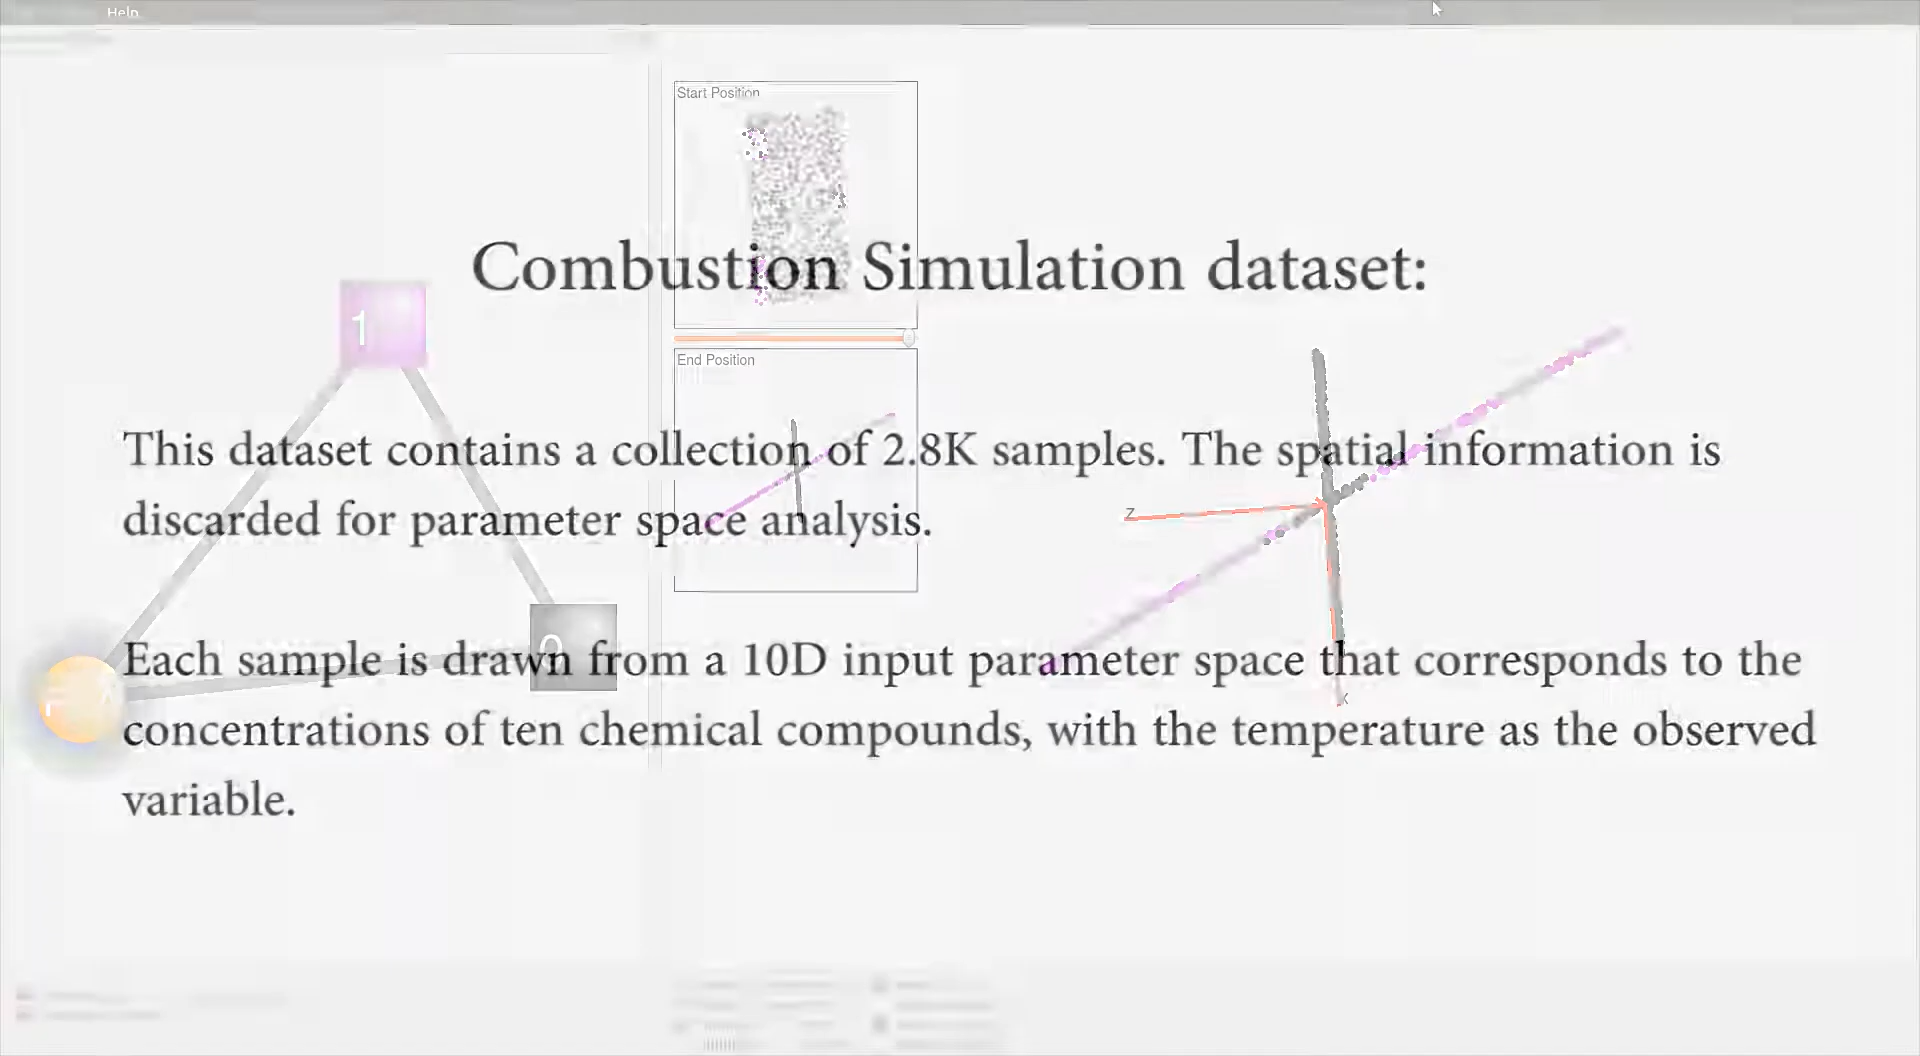 Help
Start Position
Combustion Simulation dataset:
1
End Position
This dataset contains a collection of 2.8K samples. The spatial information is
discarded for parameter space analysis.
Z
0
Each sample is drawn from a 10D input parameter space that corresponds to the
X
concentrations of ten chemical compounds, with the temperature as the observed
variable.